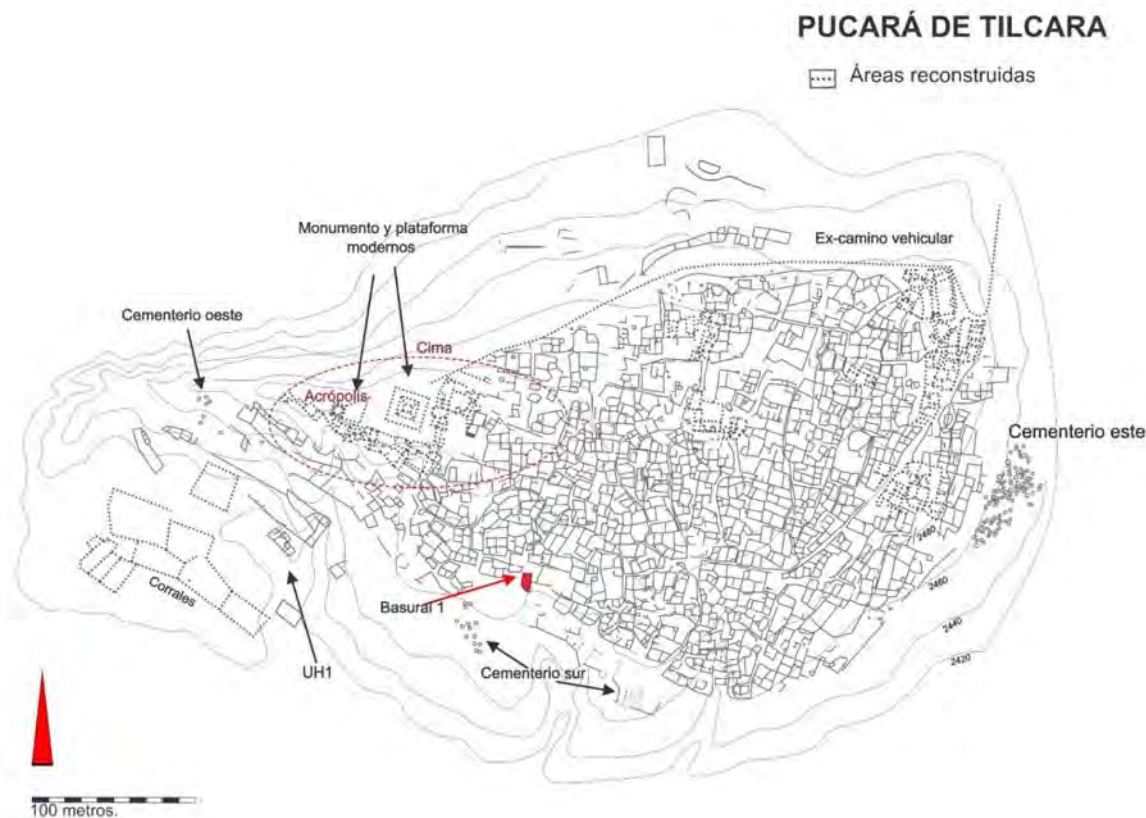 PUCARÁ DE TILCARA
Áreas reconstruidas
Monumento y plataforma
modernos
Ex-camino vehicular
Cementerio oeste
Cima
Acrópolis
Cementerio este
2480
2460
2440
2420
Corrales
Basural 1
UH1
Cementerio sur
100 metros.